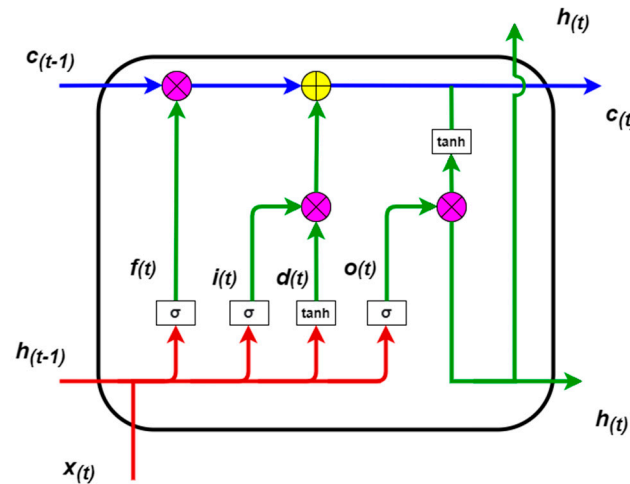 h(t)
c(t-1)
c(t
tanh
f(t)
i(t)
d(t)
o(t)
σ
σ
tanh
σ
h(t-1)
h(t)
x(t)